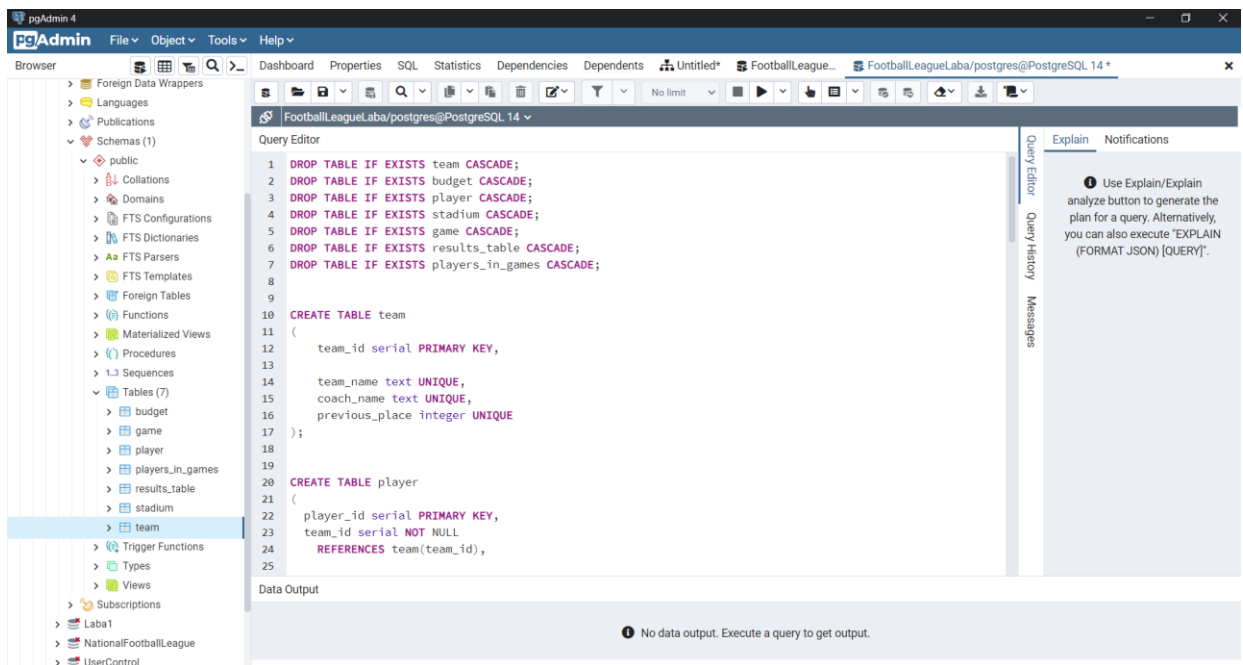 pgAdmin 4
pgAdmin File Object Tools Help
Browser
Dashboard Properties SQL Statistics Dependencies Dependents Untitled* FootballLeague... FootballLeagueLaba/postgres@PostgreSQL 14 *
No limit
FootballLeagueLaba/postgres@PostgreSQL 14
Foreign Data Wrappers
Languages
Publications
Schemas (1)
public
Collations
Domains
FTS Configurations
FTS Dictionaries
Aa FTS Parsers
FTS Templates
Foreign Tables
Functions
Materialized Views
Procedures
1..3 Sequences
Tables (7)
budget
game
player
players_in_games
results_table
stadium
team
Trigger Functions
Types
Views
Subscriptions
Laba1
NationalFootballLeague
UserControl
Query Editor
1 DROP TABLE IF EXISTS team CASCADE;
2 DROP TABLE IF EXISTS budget CASCADE;
3 DROP TABLE IF EXISTS player CASCADE;
4 DROP TABLE IF EXISTS stadium CASCADE;
5 DROP TABLE IF EXISTS game CASCADE;
6 DROP TABLE IF EXISTS results_table CASCADE;
7 DROP TABLE IF EXISTS players_in_games CASCADE;
8
9
10 CREATE TABLE team
11 (
12 team_id serial PRIMARY KEY,
13
14 team_name text UNIQUE,
15 coach_name text UNIQUE,
16 previous_place integer UNIQUE
17 );
18
19
20 CREATE TABLE player
21 (
22 player_id serial PRIMARY KEY,
23 team_id serial NOT NULL
24 REFERENCES team(team_id),
25
Query Editor
Query History
Messages
Explain Notifications
Use Explain/Explain
analyze button to generate the
plan for a query. Alternatively,
you can also execute "EXPLAIN
(FORMAT JSON) [QUERY]".
Data Output
No data output. Execute a query to get output.